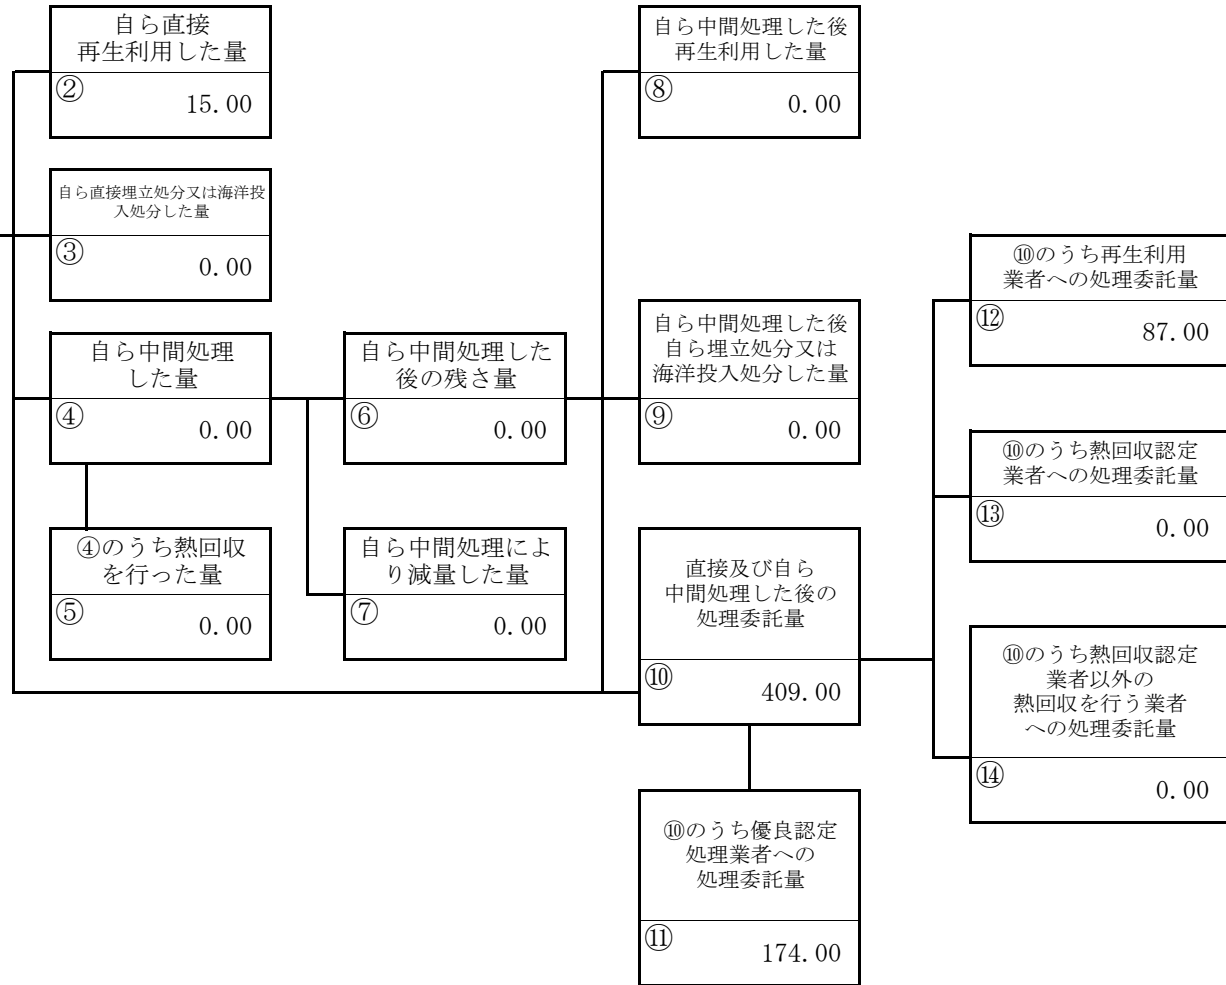 自ら直接
再生利用した量
②
15.00
自ら直接埋立処分又は海洋投
入処分した量
③
0.00
自ら中間処理
した量
④
0.00
④のうち熱回収
を行った量
⑤
0.00
自ら中間処理した
後の残さ量
⑥
0.00
自ら中間処理によ
り減量した量
⑦
0.00
自ら中間処理した後
再生利用した量
⑧
0.00
自ら中間処理した後
自ら埋立処分又は
海洋投入処分した量
⑨
0.00
直接及び自ら
中間処理した後の
処理委託量
⑩
409.00
⑩のうち優良認定
処理業者への
処理委託量
⑪
174.00
⑩のうち再生利用
業者への処理委託量
⑫
87.00
⑩のうち熱回収認定
業者への処理委託量
⑬
0.00
⑩のうち熱回収認定
業者以外の
熱回収を行う業者
への処理委託量
⑭
0.00